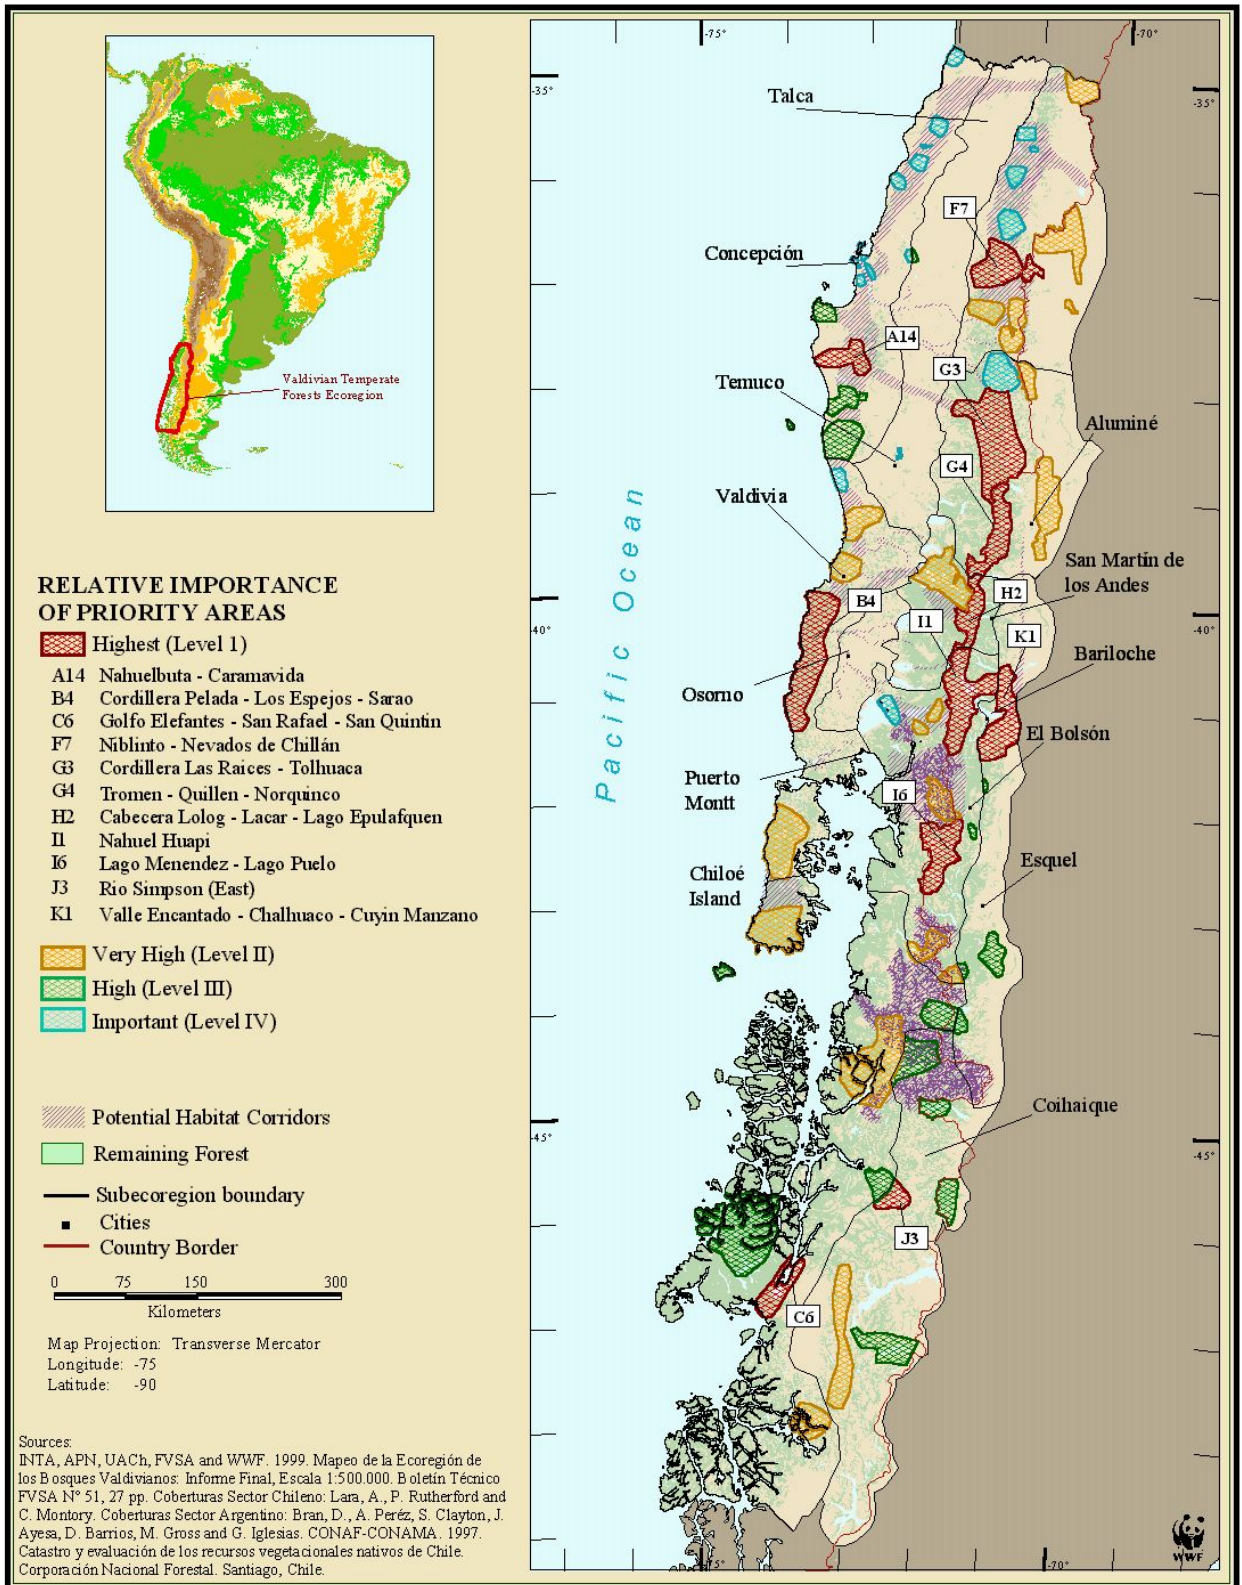 Valdivian Temperate
Forests Ecoregion
RELATIVE IMPORTANCE
OF PRIORITY AREAS
Highest (Level 1)
A14 Nahuelbuta - Caramavida
B4 Cordillera Pelada - Los Espejos - Sarao
C6 Golfo Elefantes - San Rafael - San Quintin
F7 Niblinto - Nevados de Chillán
G3 Cordillera Las Raices - Tolhuaca
G4 Tromen - Quillen - Norquinco
H2 Cabecera Lolog - Lacar - Lago Epulafquen
I1 Nahuel Huapi
I6 Lago Menendez - Lago Puelo
J3 Rio Simpson (East)
K1 Valle Encantado - Chalhuaco - Cuyin Manzano
Very High (Level II)
High (Level III)
Important (Level IV)
Potential Habitat Corridors
Remaining Forest
Subecoregion boundary
Cities
Country Border
0 75 150 300
Kilometers
Map Projection: Transverse Mercator
Longitude: -75
Latitude: -90
Sources:
INTA, APN, UACh, FVSA and WWF. 1999. Mapeo de la Ecoregión de
los Bosques Valdivianos: Informe Final, Escala 1:500.000. Boletín Técnico
FVSA Nº 51, 27 pp. Coberturas Sector Chileno: Lara, A., P. Rutherford and
C. Montory. Coberturas Sector Argentino: Bran, D., A. Peréz, S. Clayton, J.
Ayesa, D. Barrios, M. Gross and G. Iglesias. CONAF-CONAMA. 1997.
Catastro y evaluación de los recursos vegetacionales nativos de Chile.
Corporación Nacional Forestal. Santiago, Chile.
-75°
-70°
-35°
-35°
Talca
F7
Concepción
A14
G3
Temuco
Aluminé
G4
Valdivia
San Martín de
los Andes
H2
B4
I1
40°
-40°
K1
Bariloche
Osorno
El Bolsón
Pacific Ocean
Puerto
Montt
I6
Chiloé
Island
Esquel
Coihaique
-45°
-45°
J3
C6
-75°
-70°
WWF